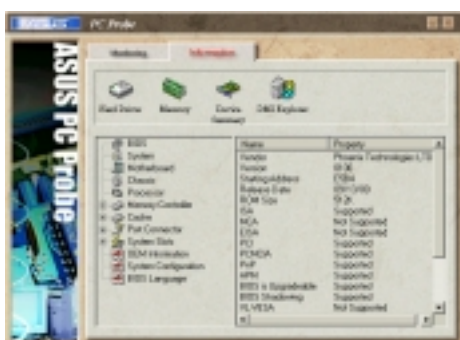 PC Probe
ASUS PC Probe
Monitoring
Information
Hard Drives
Memory
Device Summary
DMI Explorer
BIOS
System
Motherboard
Chassis
Processor
Memory Controller
Cache
Port Connector
System Slots
OEM Information
System Configuration
BIOS Language
Name Property
Vendor Phoenix Technologies LTD
Version
Starting Address
Release Date
ROM Size
ISA Supported
MCA Not Supported
EISA Not Supported
PCI Supported
PCMCIA Supported
PnP Supported
APM Supported
BIOS is Upgradeable Supported
BIOS Shadowing Supported
VL-VESA Not Supported